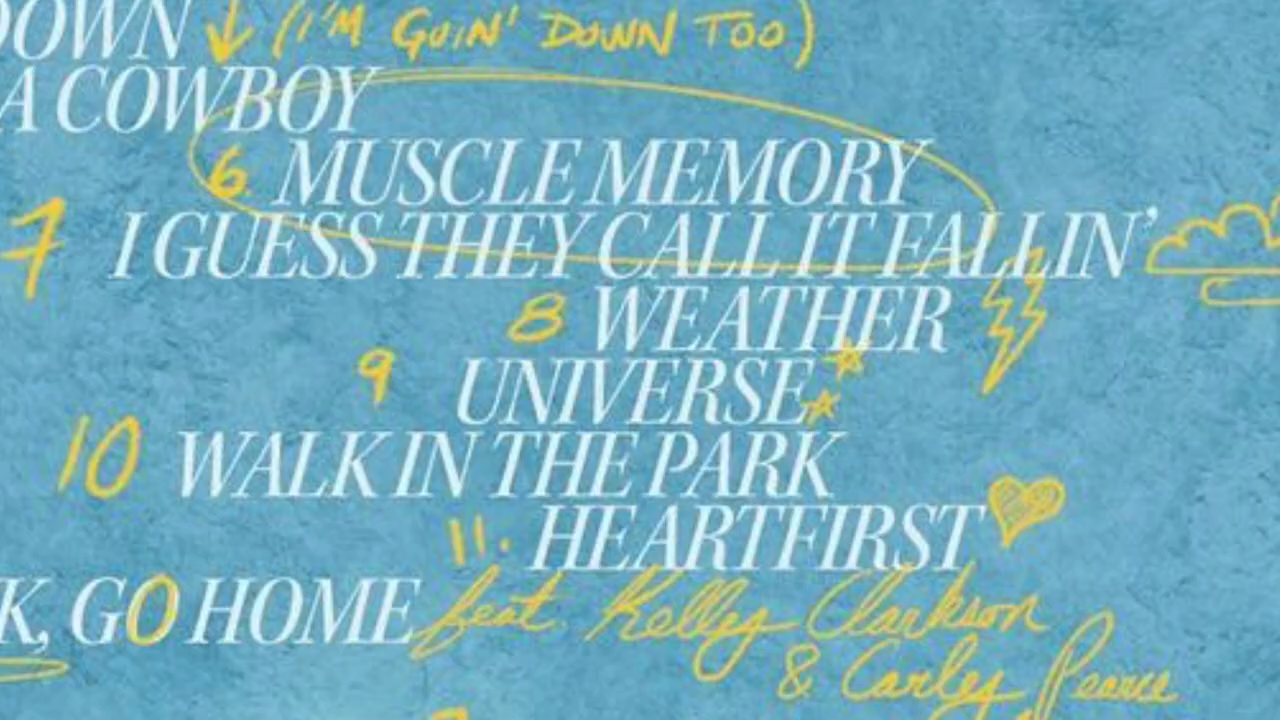 DOWN ↓ (I'M GOIN' DOWN TOO)
A COWBOY
6. MUSCLE MEMORY
7 I GUESS THEY CALL IT FALLIN'
8 WEATHER
9 UNIVERSE
10 WALK IN THE PARK
11. HEARTFIRST
K, GO HOME feat. Kelly Clarkson
& Carly Pearce